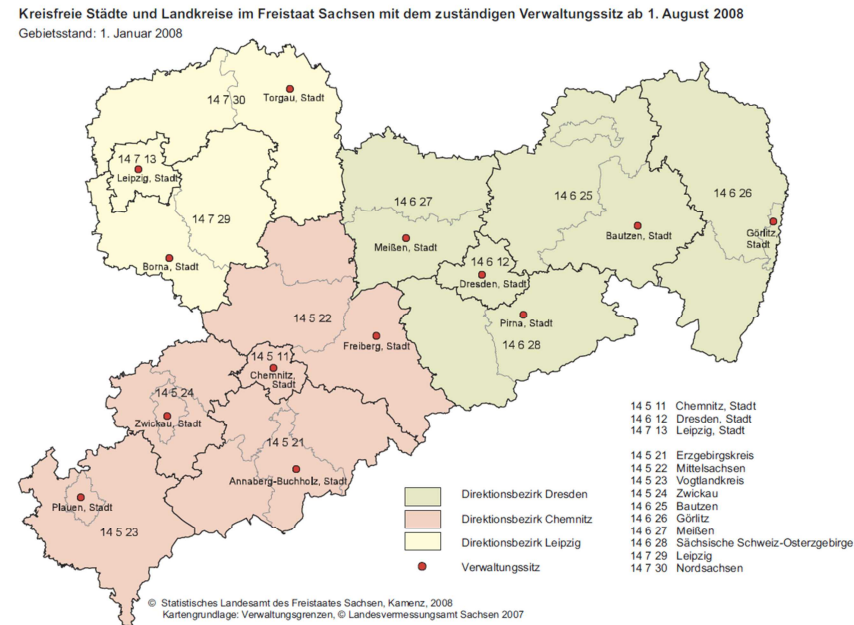 Kreisfreie Städte und Landkreise im Freistaat Sachsen mit dem zuständigen Verwaltungssitz ab 1. August 2008
Gebietsstand: 1. Januar 2008
14 7 30
Torgau, Stadt
14 7 13
Leipzig, Stadt
14 7 29
Borna, Stadt
14 6 27
Meißen, Stadt
14 6 12
Dresden, Stadt
14 6 25
Bautzen, Stadt
14 6 26
Görlitz,
Stadt
Pirna, Stadt
14 6 28
14 5 22
Freiberg, Stadt
14 5 11
Chemnitz,
Stadt
14 5 24
Zwickau, Stadt
14 5 21
Annaberg-Buchholz, Stadt
Plauen, Stadt
14 5 23
Direktionsbezirk Dresden
Direktionsbezirk Chemnitz
Direktionsbezirk Leipzig
Verwaltungssitz
14 5 11 Chemnitz, Stadt
14 6 12 Dresden, Stadt
14 7 13 Leipzig, Stadt
14 5 21 Erzgebirgskreis
14 5 22 Mittelsachsen
14 5 23 Vogtlandkreis
14 5 24 Zwickau
14 6 25 Bautzen
14 6 26 Görlitz
14 6 27 Meißen
14 6 28 Sächsische Schweiz-Osterzgebirge
14 7 29 Leipzig
14 7 30 Nordsachsen
© Statistisches Landesamt des Freistaates Sachsen, Kamenz, 2008
Kartengrundlage: Verwaltungsgrenzen, © Landesvermessungsamt Sachsen 2007